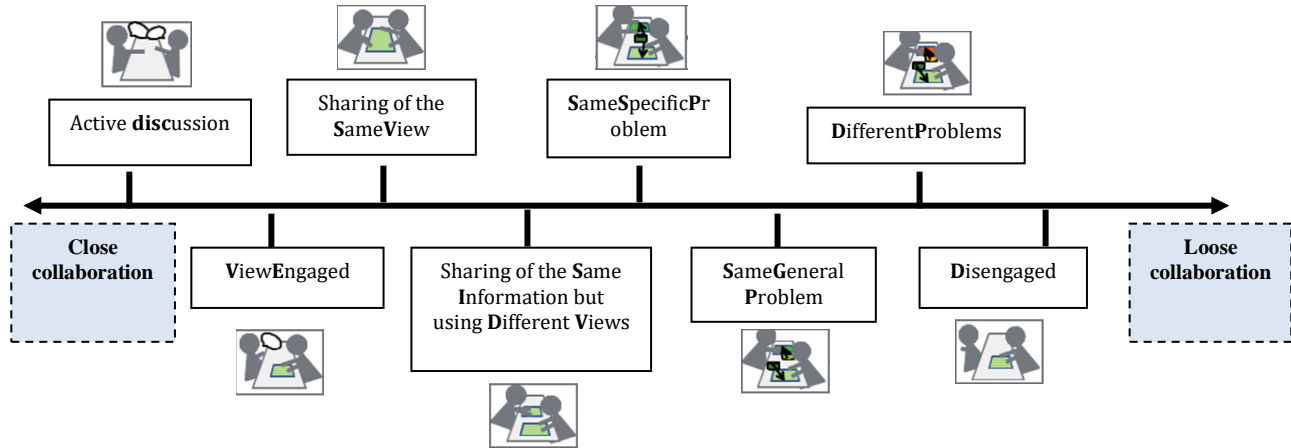 Active discussion
Sharing of the
SameView
SameSpecificPr
oblem
DifferentProblems
Close
collaboration
ViewEngaged
Sharing of the Same
Information but
using Different Views
SameGeneral
Problem
Disengaged
Loose
collaboration